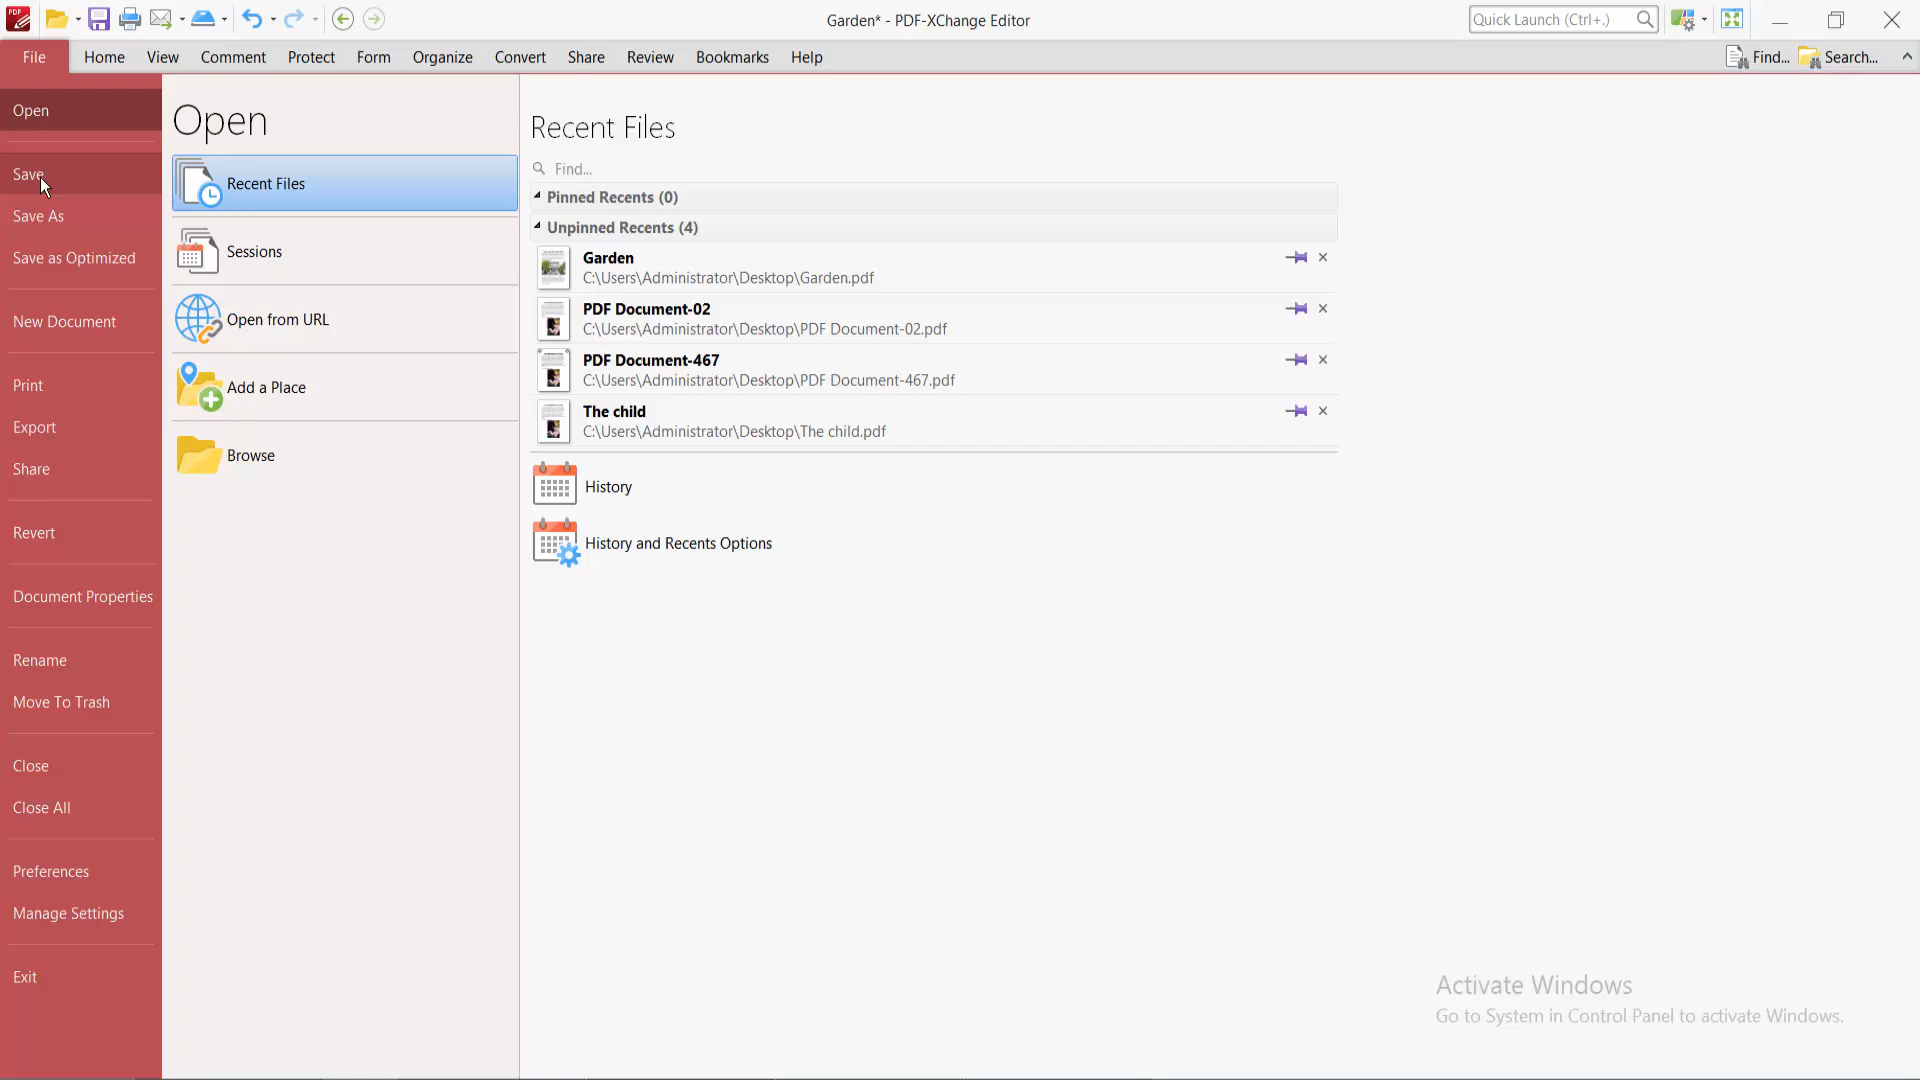 PDF
Garden* - PDF-XChange Editor
Quick Launch (Ctrl+.)
File Home View Comment Protect Form Organize Convert Share Review Bookmarks Help
Find... Search...
Open
Save
Save As
Save as Optimized
New Document
Print
Export
Share
Revert
Document Properties
Rename
Move To Trash
Close
Close All
Preferences
Manage Settings
Exit
Open
Recent Files
Sessions
Open from URL
Add a Place
Browse
Recent Files
Find...
Pinned Recents (0)
Unpinned Recents (4)
Garden
C:\Users\Administrator\Desktop\Garden.pdf
PDF Document-02
C:\Users\Administrator\Desktop\PDF Document-02.pdf
PDF Document-467
C:\Users\Administrator\Desktop\PDF Document-467.pdf
The child
C:\Users\Administrator\Desktop\The child.pdf
History
History and Recents Options
Activate Windows
Go to System in Control Panel to activate Windows.